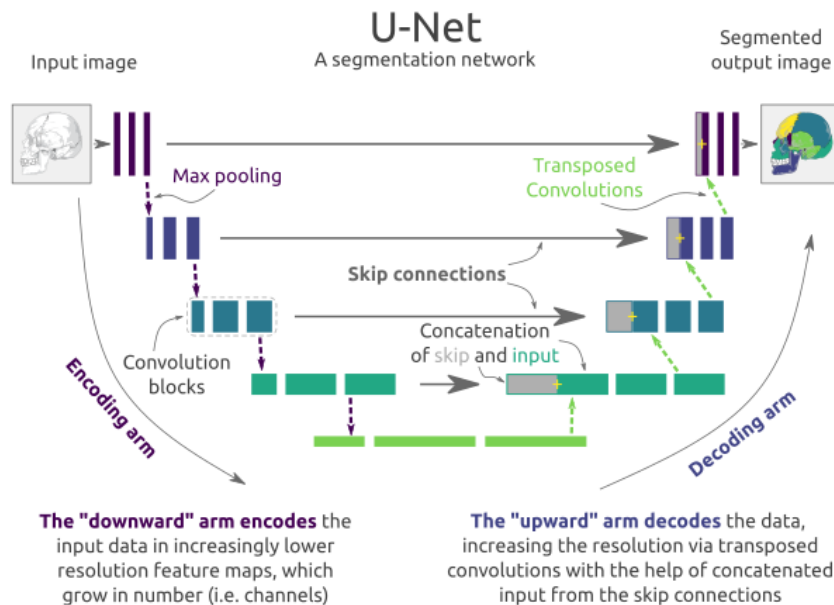 U-Net
A segmentation network
Input image
Segmented
output image
Max pooling
Transposed
Convolutions
Skip connections
Convolution
blocks
Concatenation
of skip and input
Encoding arm
Decoding arm
The "downward" arm encodes the
input data in increasingly lower
resolution feature maps, which
grow in number (i.e. channels)
The "upward" arm decodes the data,
increasing the resolution via transposed
convolutions with the help of concatenated
input from the skip connections